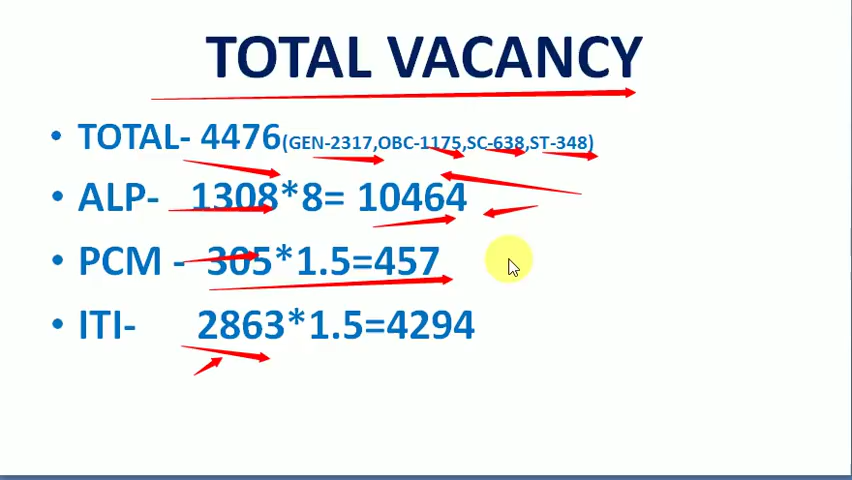 TOTAL VACANCY
• TOTAL- 4476(GEN-2317,OBC-1175,SC-638,ST-348)
• ALP- 1308*8= 10464
• PCM - 305*1.5=457
• ITI- 2863*1.5=4294